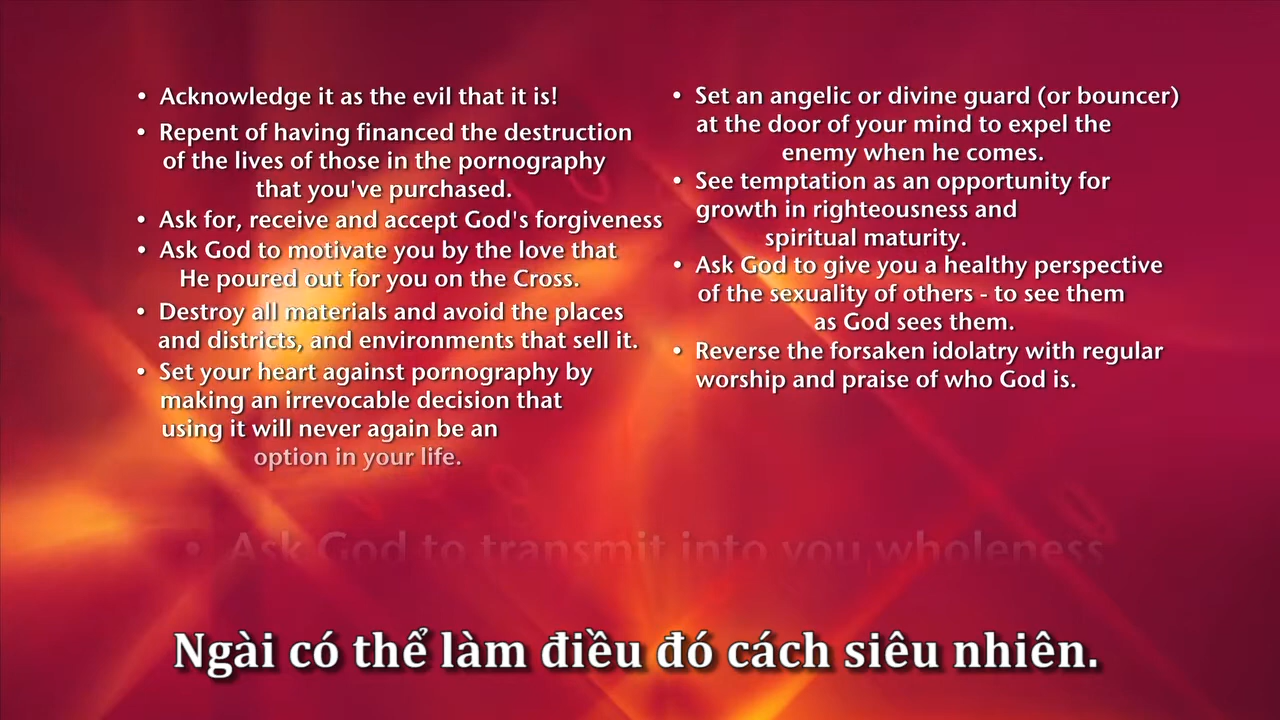 • Acknowledge it as the evil that it is!
• Repent of having financed the destruction
of the lives of those in the pornography
that you've purchased.
• Ask for, receive and accept God's forgiveness
• Ask God to motivate you by the love that
He poured out for you on the Cross.
• Destroy all materials and avoid the places
and districts, and environments that sell it.
• Set your heart against pornography by
making an irrevocable decision that
using it will never again be an
option in your life.
• Set an angelic or divine guard (or bouncer)
at the door of your mind to expel the
enemy when he comes.
• See temptation as an opportunity for
growth in righteousness and
spiritual maturity.
• Ask God to give you a healthy perspective
of the sexuality of others - to see them
as God sees them.
• Reverse the forsaken idolatry with regular
worship and praise of who God is.
• Ask God to transmit into you wholeness
Ngài có thể làm điều đó cách siêu nhiên.